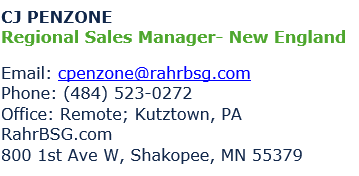 CJ PENZONE
Regional Sales Manager- New England
Email: cpenzone@rahrbsg.com
Phone: (484) 523-0272
Office: Remote; Kutztown, PA
RahrBSG.com
800 1st Ave W, Shakopee, MN 55379